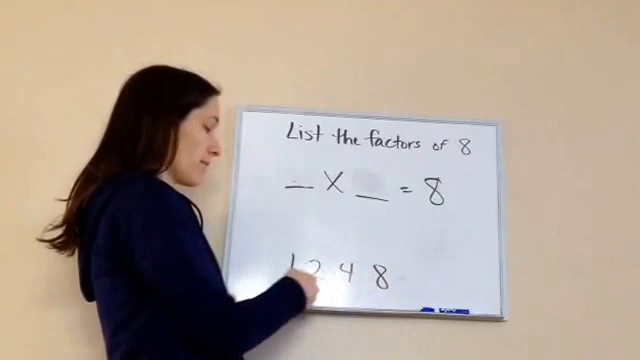 List the factors of 8
_ X _ = 8
1 2 4 8